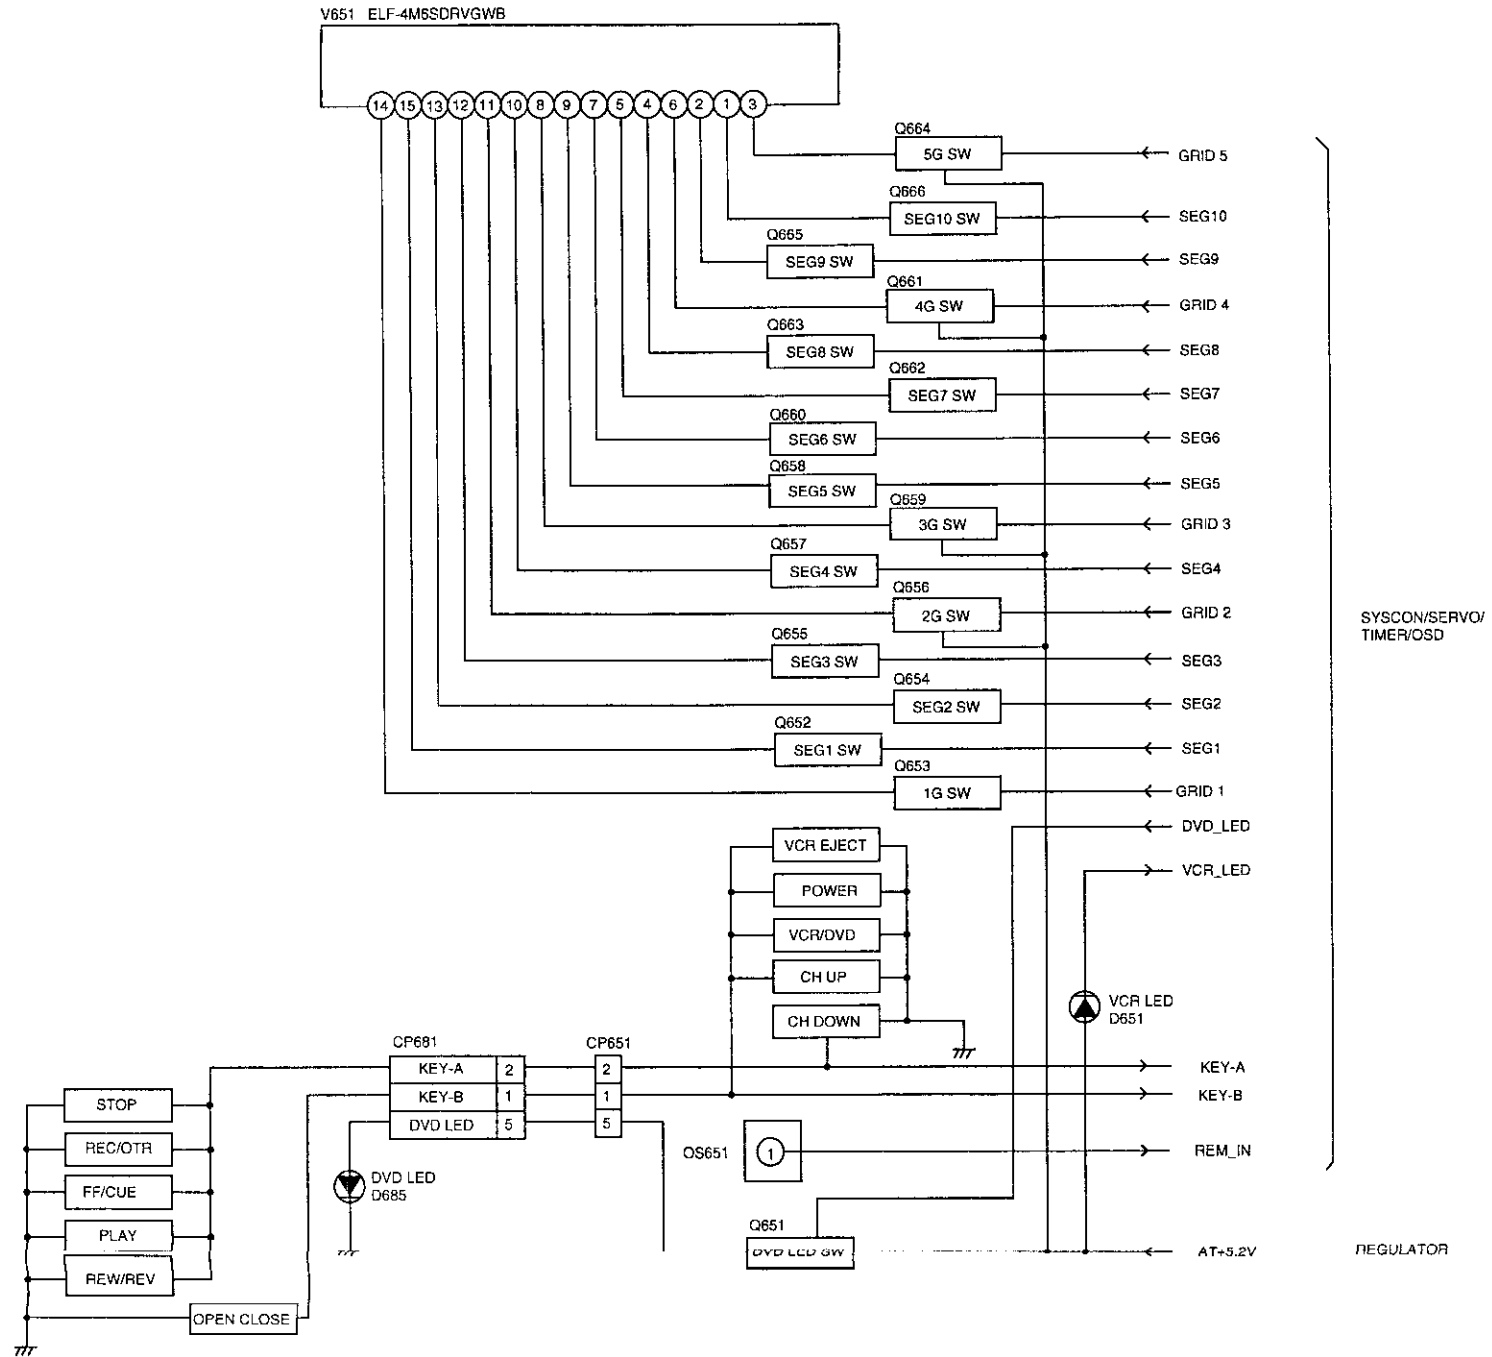 V651 ELF-4M6SDRVGWB
14 15 13 12 11 10 8 9 7 5 4 6 2 1 3
Q664
5G SW
GRID 5
Q666
SEG10 SW
SEG10
Q665
SEG9 SW
SEG9
Q661
4G SW
GRID 4
Q663
SEG8 SW
SEG8
Q662
SEG7 SW
SEG7
Q660
SEG6 SW
SEG6
Q658
SEG5 SW
SEG5
Q659
3G SW
GRID 3
Q657
SEG4 SW
SEG4
Q656
2G SW
GRID 2
Q655
SEG3 SW
SEG3
Q654
SEG2 SW
SEG2
Q652
SEG1 SW
SEG1
Q653
1G SW
GRID 1
SYSCON/SERVO/
TIMER/OSD
DVD_LED
VCR_LED
VCR EJECT
POWER
VCR/DVD
CH UP
CH DOWN
VCR LED
D651
CP681
CP651
KEY-A 2 2 KEY-A
KEY-B 1 1 KEY-B
DVD LED 5 5
STOP
REC/OTR
FF/CUE
PLAY
REW/REV
OPEN CLOSE
DVD LED
D685
OS651
1
REM_IN
Q651
DVD LED SW
AT+5.2V
REGULATOR